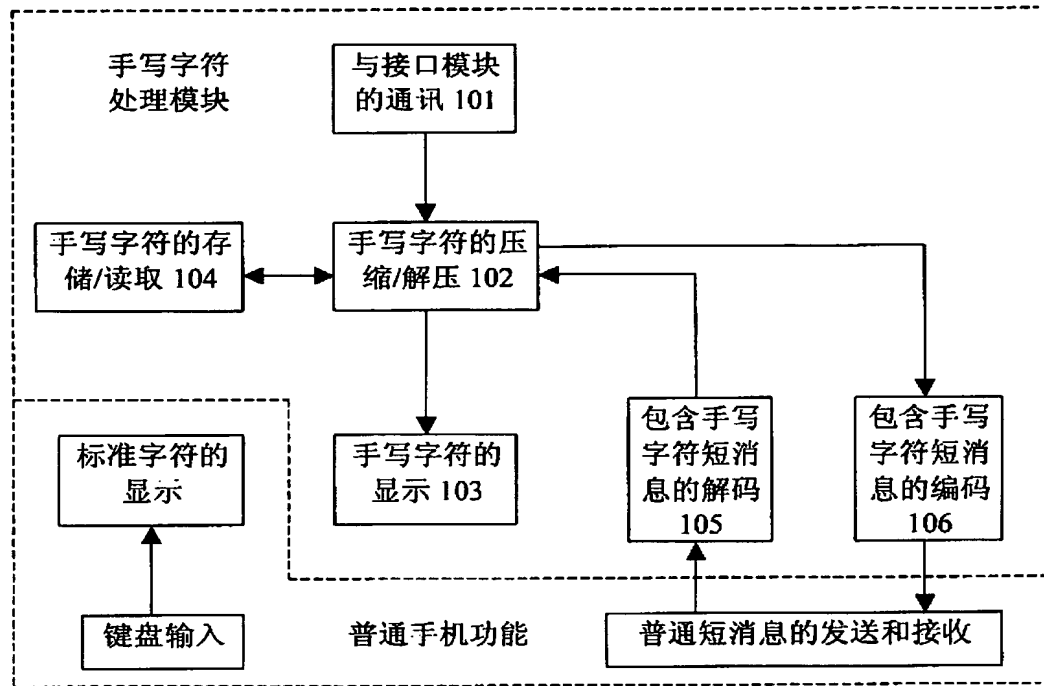 手写字符
处理模块
与接口模块
的通讯 101
手写字符的存
储/读取 104
手写字符的压
缩/解压 102
标准字符的
显示
手写字符的
显示 103
包含手写
字符短消
息的解码
105
包含手写
字符短消
息的编码
106
键盘输入
普通手机功能
普通短消息的发送和接收